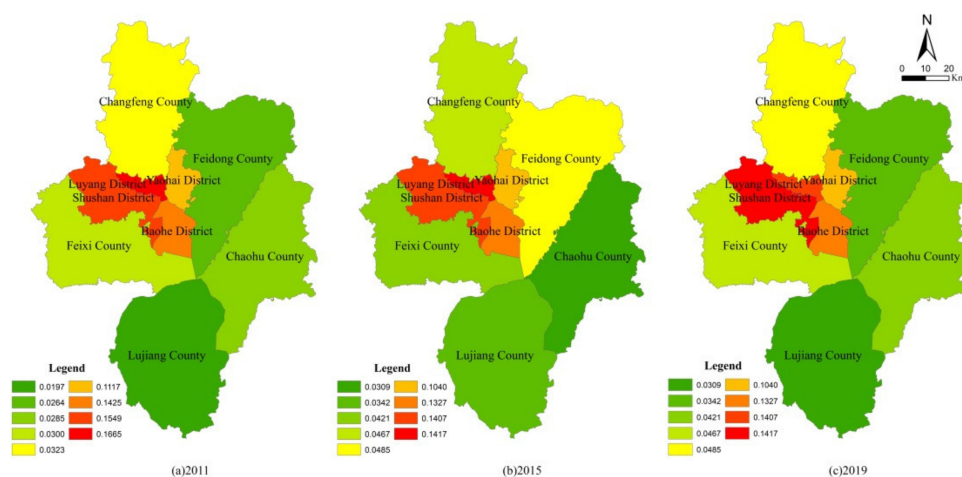 N
0 10 20
Km
Changfeng County
Feidong County
Luyang District
Yaohai District
Shushan District
Feixi County
Baohe District
Chaohu County
Lujiang County
Legend
0.0197 0.1117
0.0264 0.1425
0.0285 0.1549
0.0300 0.1665
0.0323
(a)2011
Changfeng County
Feidong County
Luyang District
Yaohai District
Shushan District
Feixi County
Baohe District
Chaohu County
Lujiang County
Legend
0.0309 0.1040
0.0342 0.1327
0.0421 0.1407
0.0467 0.1417
0.0485
(b)2015
Changfeng County
Feidong County
Luyang District
Yaohai District
Shushan District
Feixi County
Baohe District
Chaohu County
Lujiang County
Legend
0.0309 0.1040
0.0342 0.1327
0.0421 0.1407
0.0467 0.1417
0.0485
(c)2019